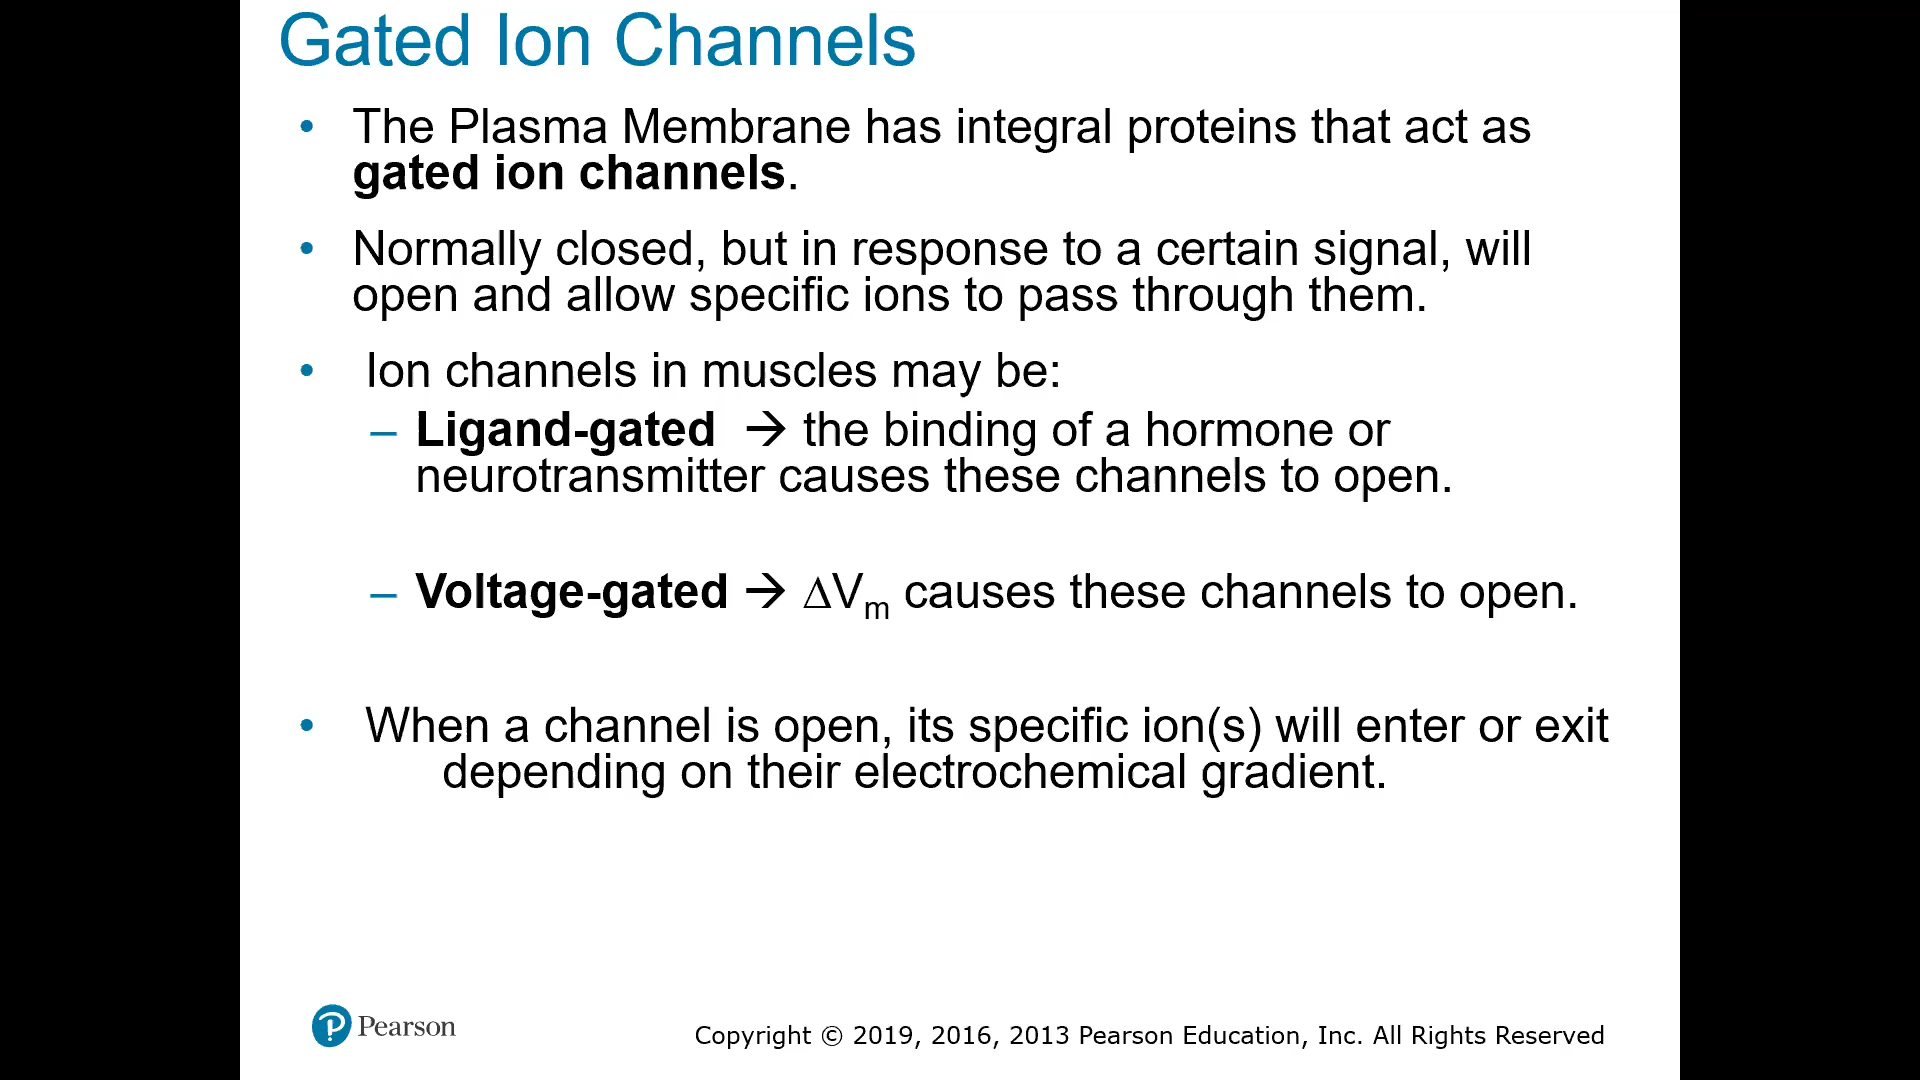 Gated Ion Channels
• The Plasma Membrane has integral proteins that act as
gated ion channels.
• Normally closed, but in response to a certain signal, will
open and allow specific ions to pass through them.
• Ion channels in muscles may be:
– Ligand-gated → the binding of a hormone or
neurotransmitter causes these channels to open.
– Voltage-gated → ∆Vm causes these channels to open.
• When a channel is open, its specific ion(s) will enter or exit
depending on their electrochemical gradient.
Pearson
Copyright © 2019, 2016, 2013 Pearson Education, Inc. All Rights Reserved